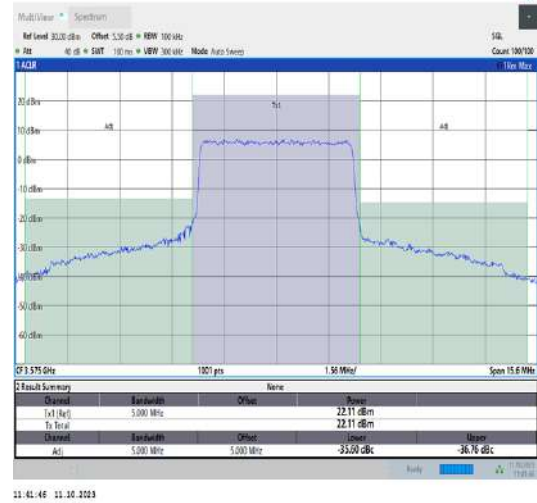 MultiView Spectrum
Ref Level 30.00 dBm Offset 5.50 dB RBW 100 kHz SGL
Att 40 dB SWT 100 ms VBW 300 kHz Mode Auto Sweep Count 100/100
1 ACLR 1Rm Max
Tx1
20 dBm
Adj Adj
10 dBm
0 dBm
-10 dBm
-20 dBm
-30 dBm
-40 dBm
-50 dBm
-60 dBm
CF 3.575 GHz 1001 pts 1.56 MHz/ Span 15.6 MHz
2 Result Summary None
Channel Bandwidth Offset Power
Tx1 (Ref) 5.000 MHz 22.11 dBm
Tx Total 22.11 dBm
Channel Bandwidth Offset Lower Upper
Adj 5.000 MHz 5.000 MHz -35.60 dBc -36.76 dBc
Ready
11:41:46 11.10.2023